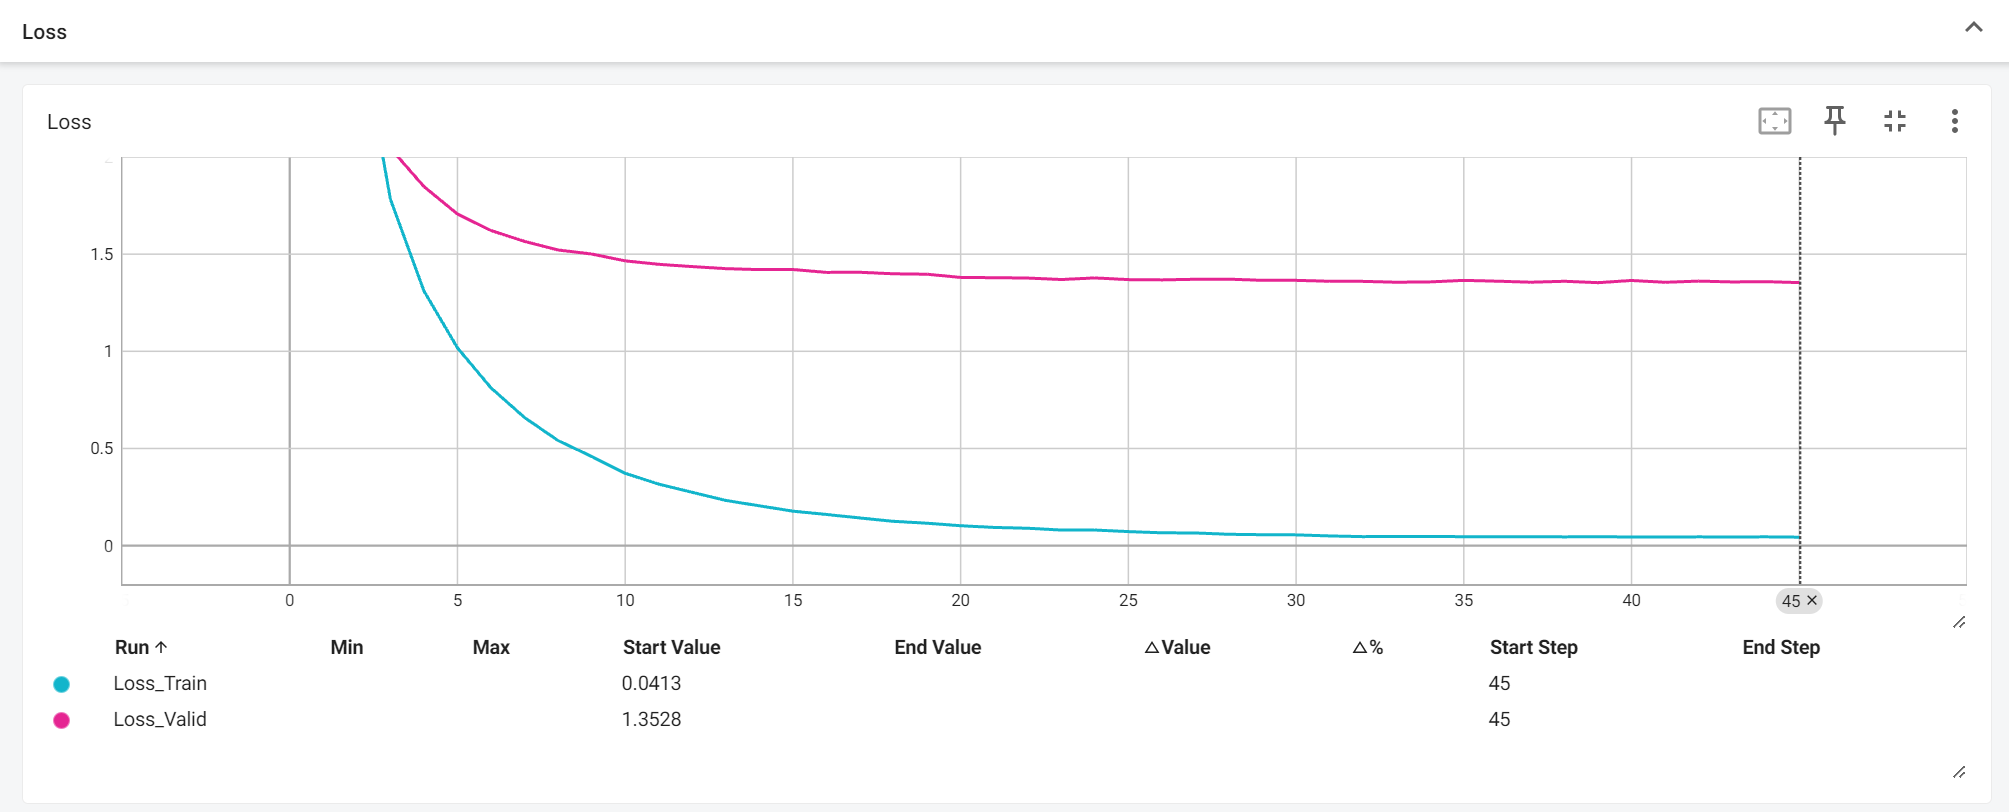 Loss
Loss
2
1.5
1
0.5
0
0 5 10 15 20 25 30 35 40 45
Run Min Max Start Value End Value △Value △% Start Step End Step
Loss_Train 0.0413 45
Loss_Valid 1.3528 45